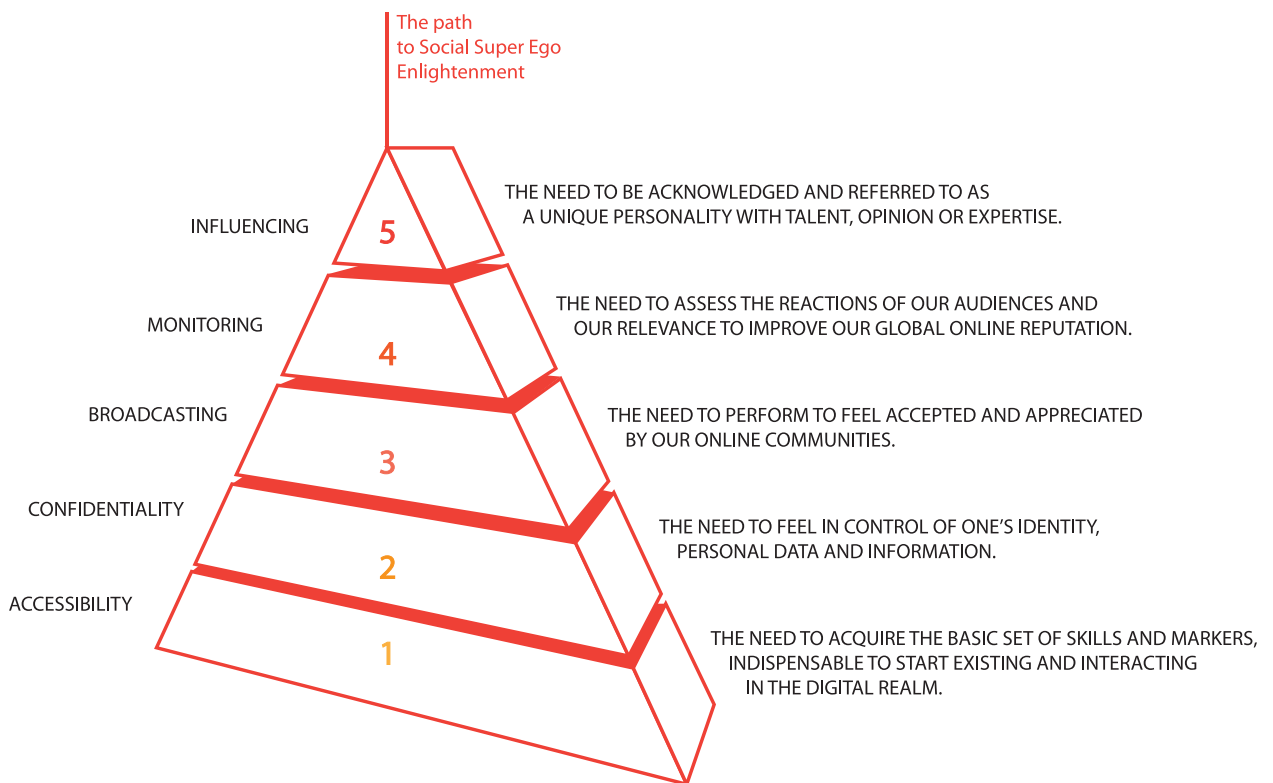 The path
to Social Super Ego
Enlightenment
INFLUENCING
5
THE NEED TO BE ACKNOWLEDGED AND REFERRED TO AS
A UNIQUE PERSONALITY WITH TALENT, OPINION OR EXPERTISE.
MONITORING
4
THE NEED TO ASSESS THE REACTIONS OF OUR AUDIENCES AND
OUR RELEVANCE TO IMPROVE OUR GLOBAL ONLINE REPUTATION.
BROADCASTING
3
THE NEED TO PERFORM TO FEEL ACCEPTED AND APPRECIATED
BY OUR ONLINE COMMUNITIES.
CONFIDENTIALITY
2
THE NEED TO FEEL IN CONTROL OF ONE’S IDENTITY,
PERSONAL DATA AND INFORMATION.
ACCESSIBILITY
1
THE NEED TO ACQUIRE THE BASIC SET OF SKILLS AND MARKERS,
INDISPENSABLE TO START EXISTING AND INTERACTING
IN THE DIGITAL REALM.